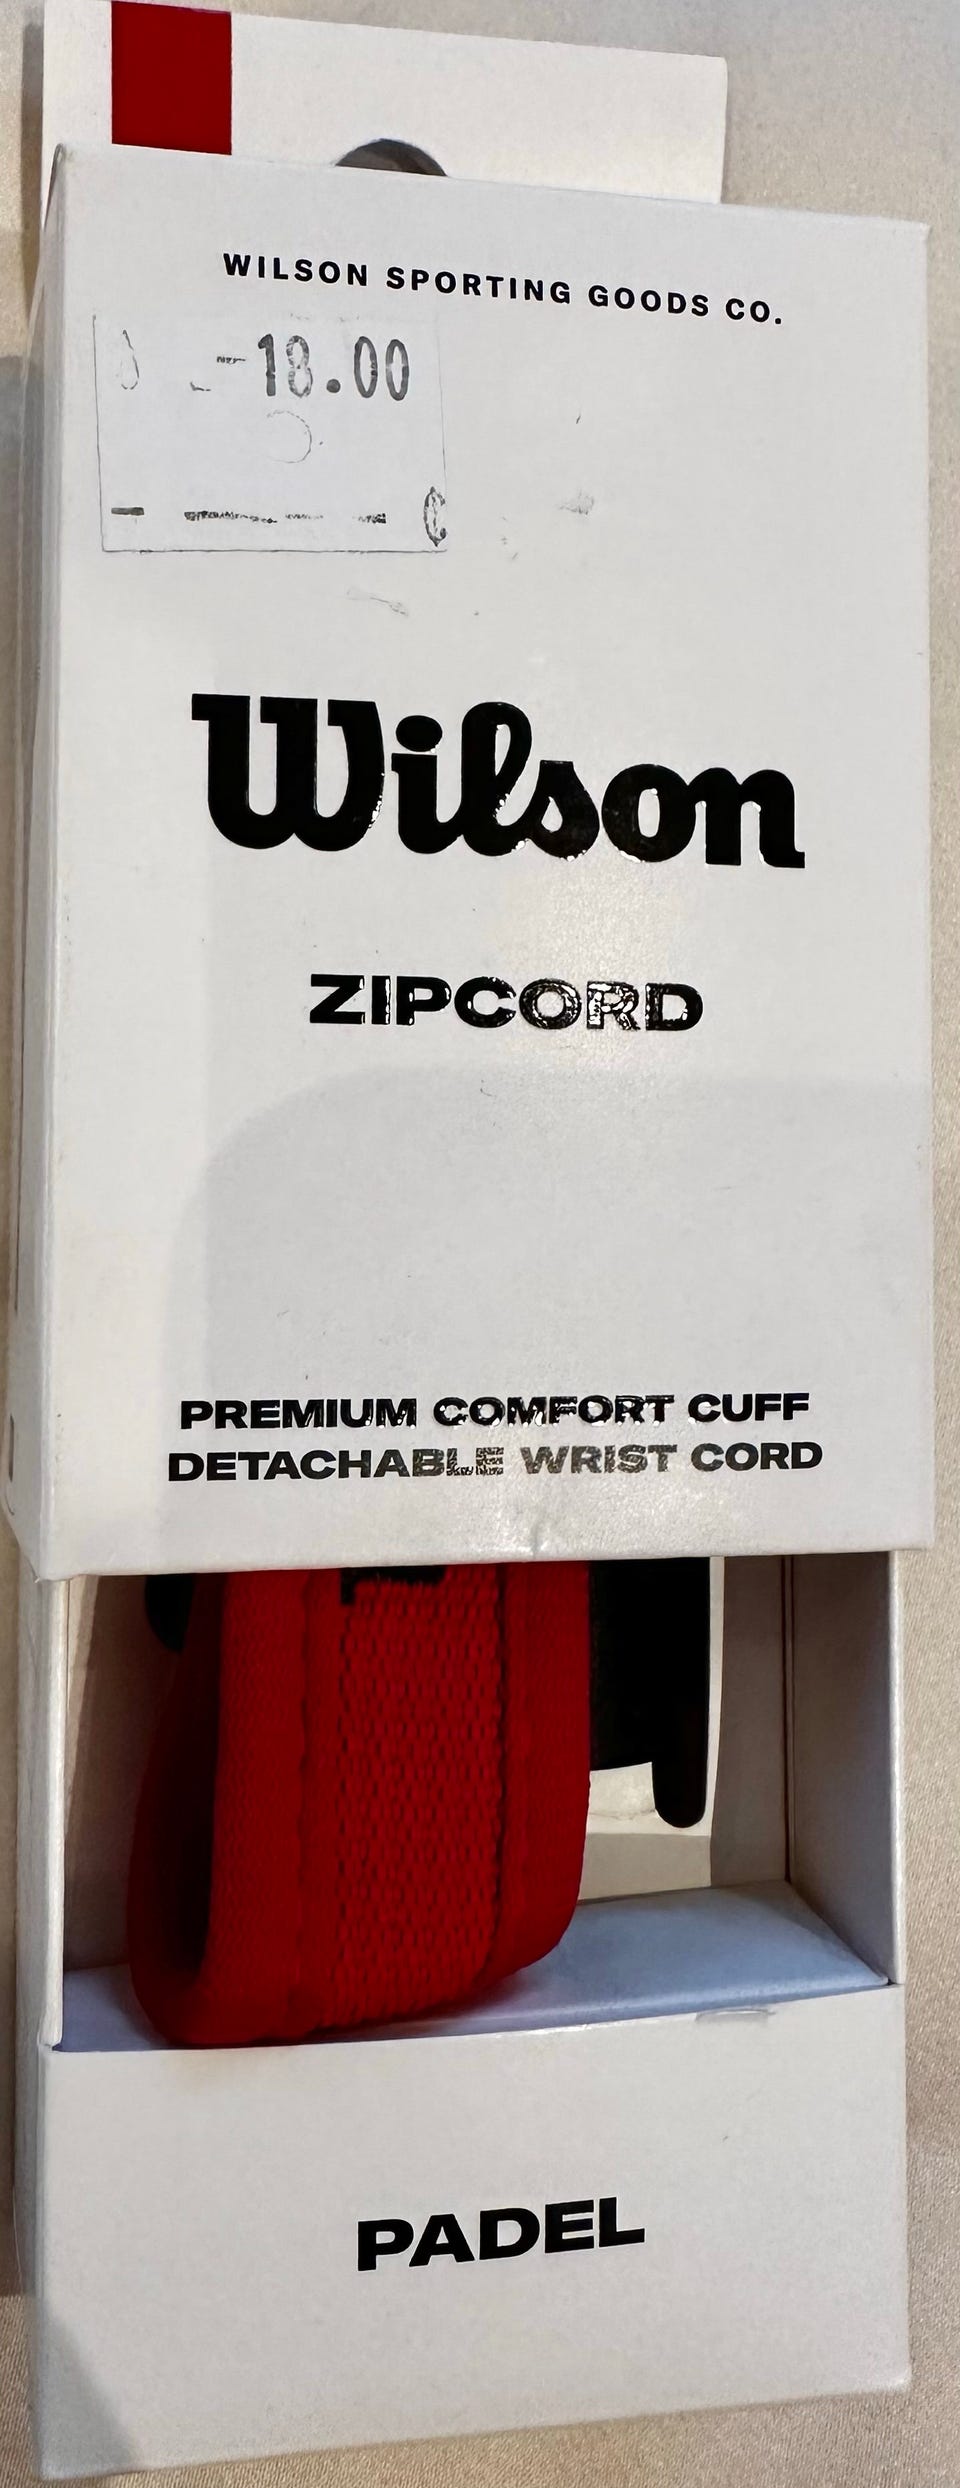 WILSON SPORTING GOODS CO.
18.00
Wilson
ZIPCORD
PREMIUM COMFORT CUFF
DETACHABLE WRIST CORD
PADEL